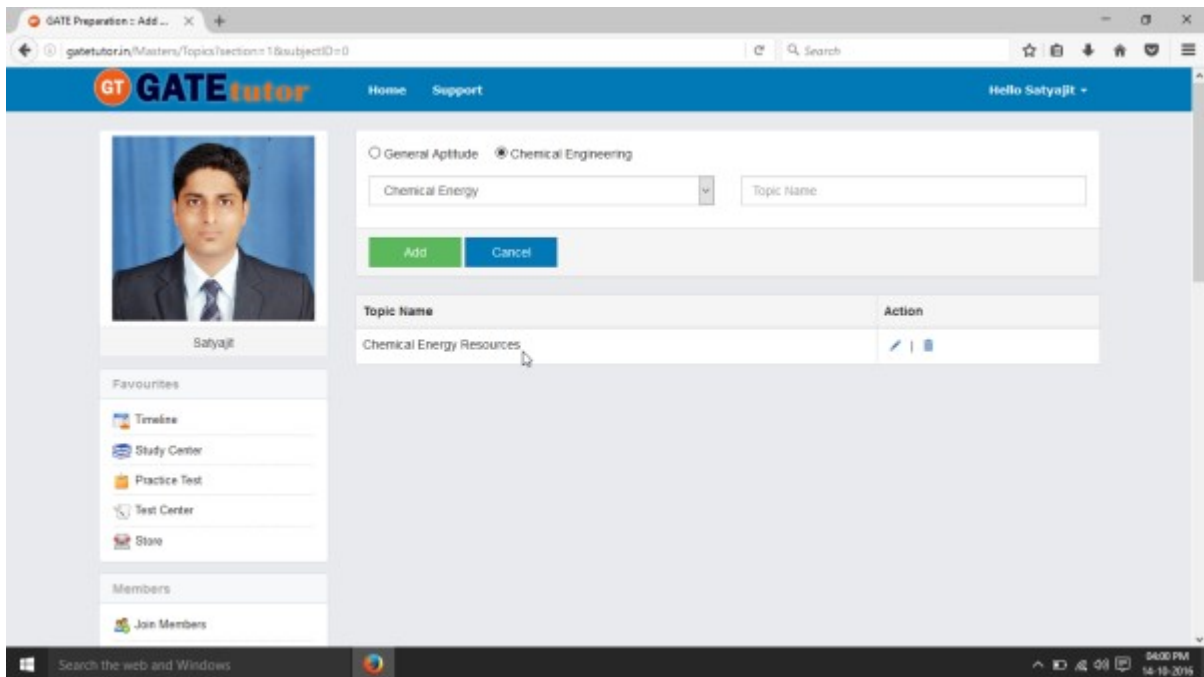 GATE Preparation :: Add ...
gatetutor.in/Masters/Topics?section=1&subjectID=0
Search
GT GATEtutor
Home Support
Hello Satyajit
General Aptitude Chemical Engineering
Chemical Energy
Topic Name
Add Cancel
Topic Name Action
Chemical Energy Resources
|
Satyajit
Favourites
Timeline
Study Center
Practice Test
Test Center
Store
Members
Join Members
Search the web and Windows
04:00 PM
14-10-2016